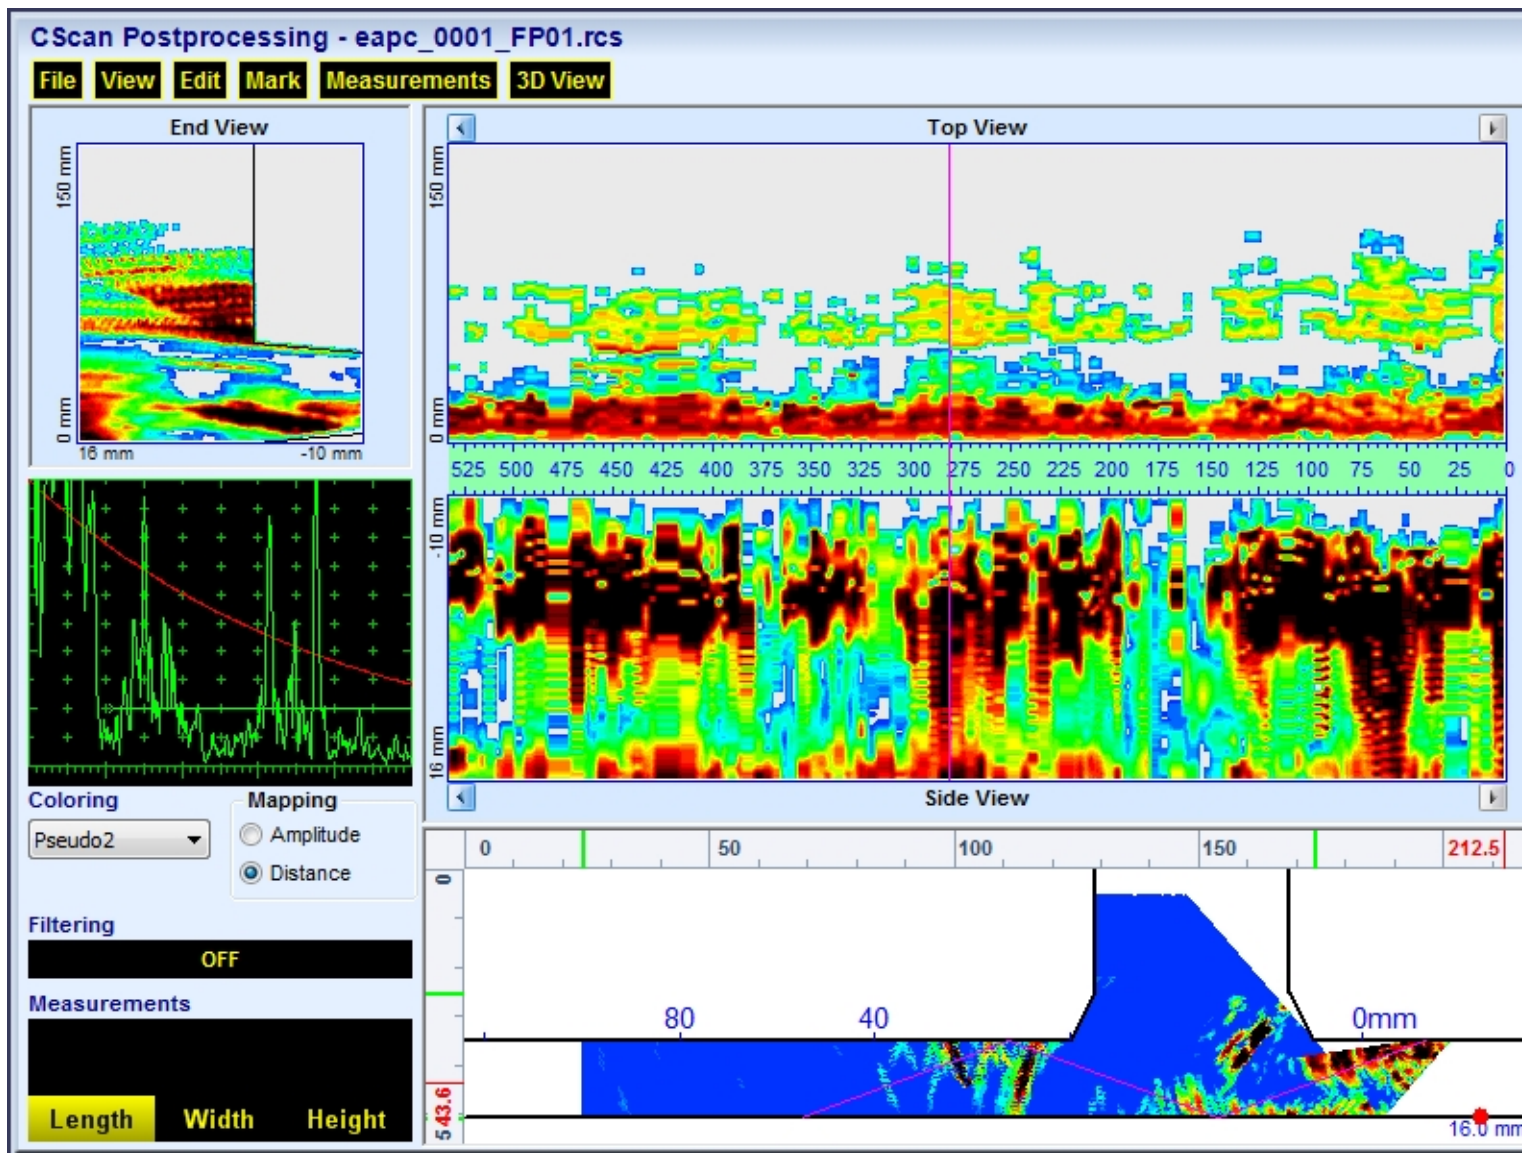 CScan Postprocessing - eapc_0001_FP01.rcs
File View Edit Mark Measurements 3D View
End View
150 mm
0 mm
16 mm -10 mm
Top View
150 mm
0 mm
525 500 475 450 425 400 375 350 325 300 275 250 225 200 175 150 125 100 75 50 25 0
-10 mm
16 mm
Side View
Coloring
Pseudo2
Mapping
Amplitude
Distance
Filtering
OFF
Measurements
Length Width Height
0 50 100 150 212.5
0
80 40 0mm
43.6
5
16.0 mm